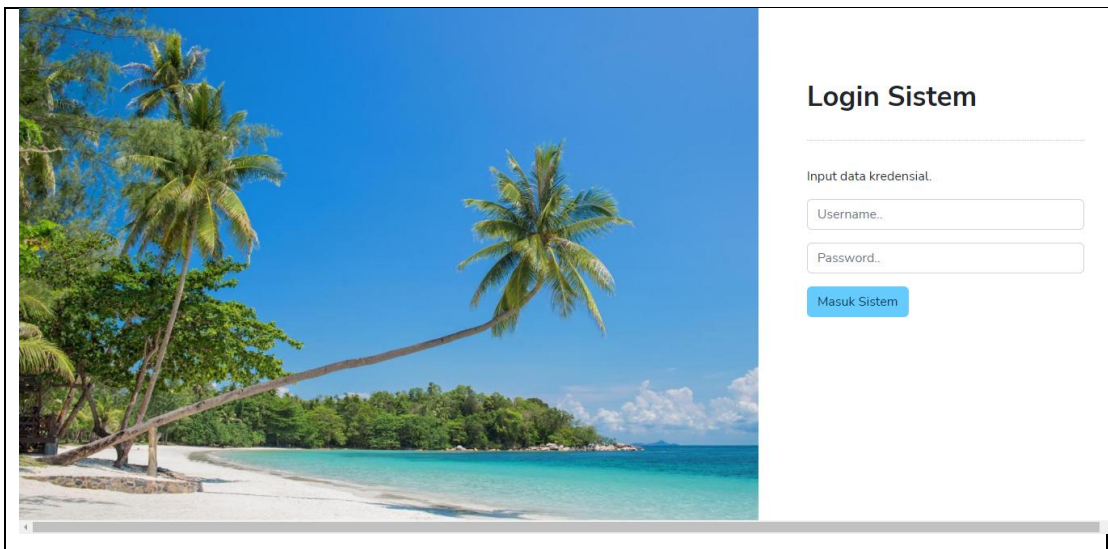 Login Sistem
Input data kredensial.
Username..
Password..
Masuk Sistem